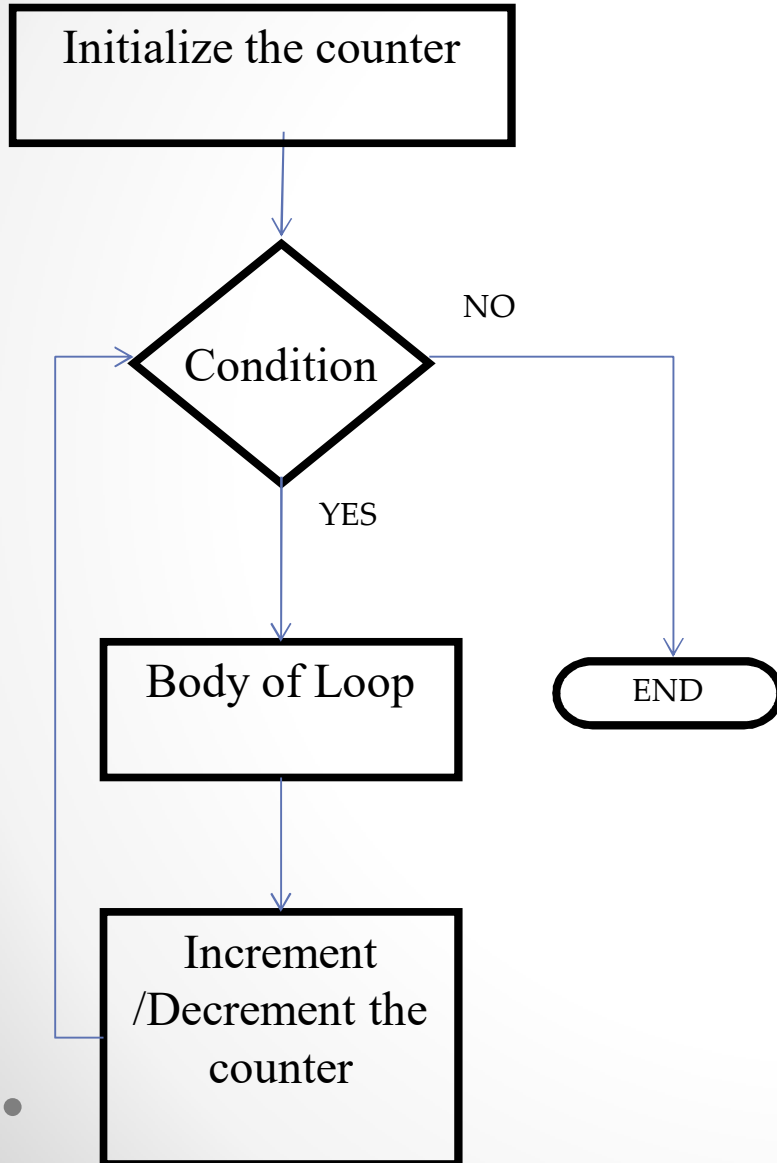 Initialize the counter
NO
Condition
YES
Body of Loop
END
Increment
/Decrement the
counter